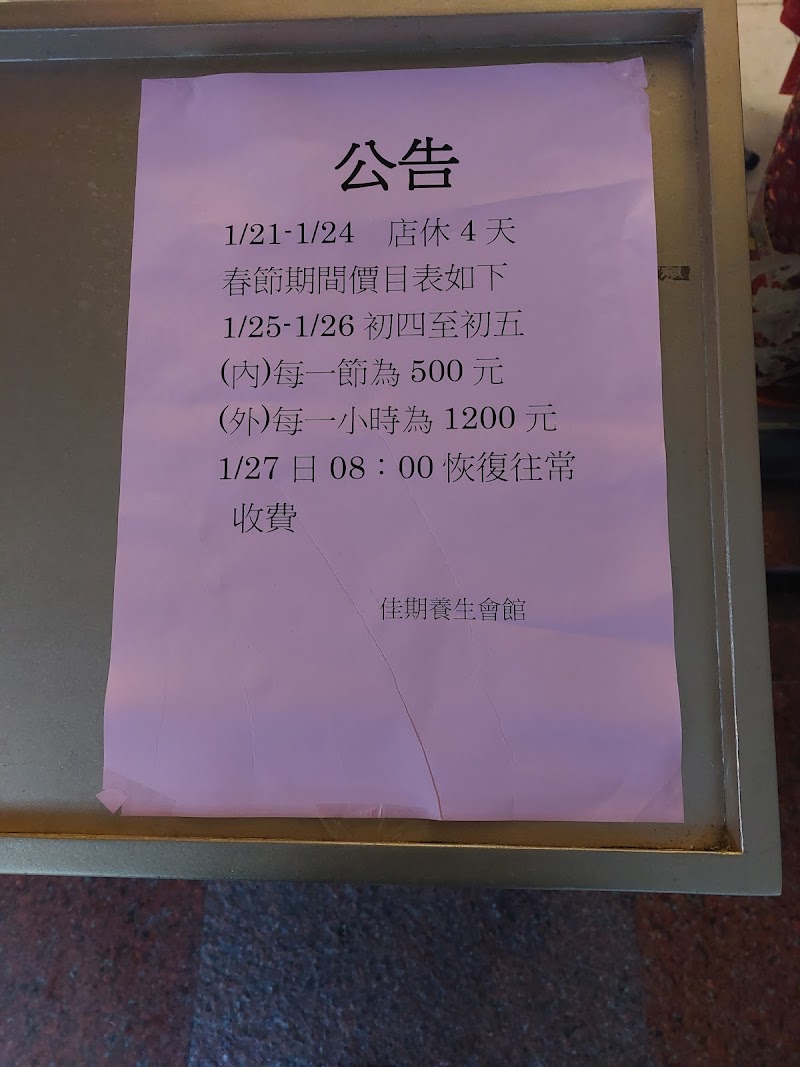 公告
1/21-1/24 店休 4 天
春節期間價目表如下
1/25-1/26 初四至初五
(內)每一節為 500 元
(外)每一小時為 1200 元
1/27 日 08：00 恢復往常
收費
佳期養生會館